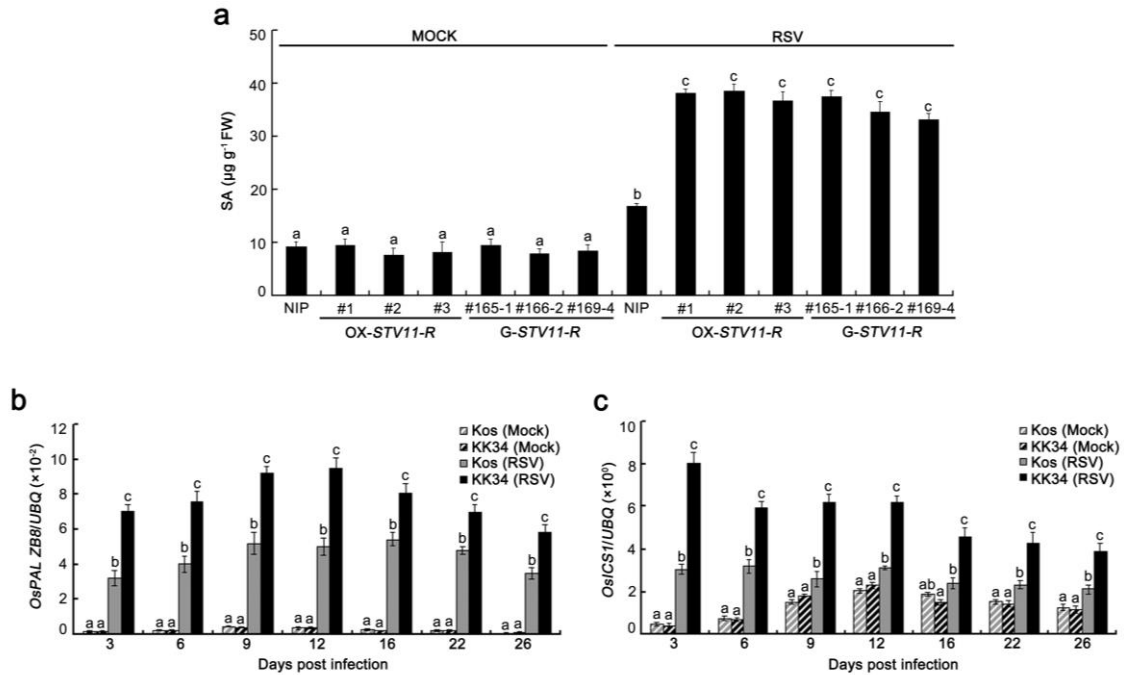 a
MOCK
RSV
SA (µg g⁻¹ FW)
50
40
30
20
10
0
a a a a a a a b c c c c c c
NIP #1 #2 #3 #165-1 #166-2 #169-4 NIP #1 #2 #3 #165-1 #166-2 #169-4
OX-STV11-R G-STV11-R OX-STV11-R G-STV11-R
b
OsPAL ZB8/UBQ (×10⁻²)
12
10
8
6
4
2
0
Kos (Mock)
KK34 (Mock)
Kos (RSV)
KK34 (RSV)
a a b c a a b c a a b c a a b c a a b c a a b c a a b c
3 6 9 12 16 22 26
Days post infection
c
OsICS1/UBQ (×10⁰)
10
8
6
4
2
0
Kos (Mock)
KK34 (Mock)
Kos (RSV)
KK34 (RSV)
a a b c a a b c a a b c a a b c ab a b c a a b c a a b c
3 6 9 12 16 22 26
Days post infection